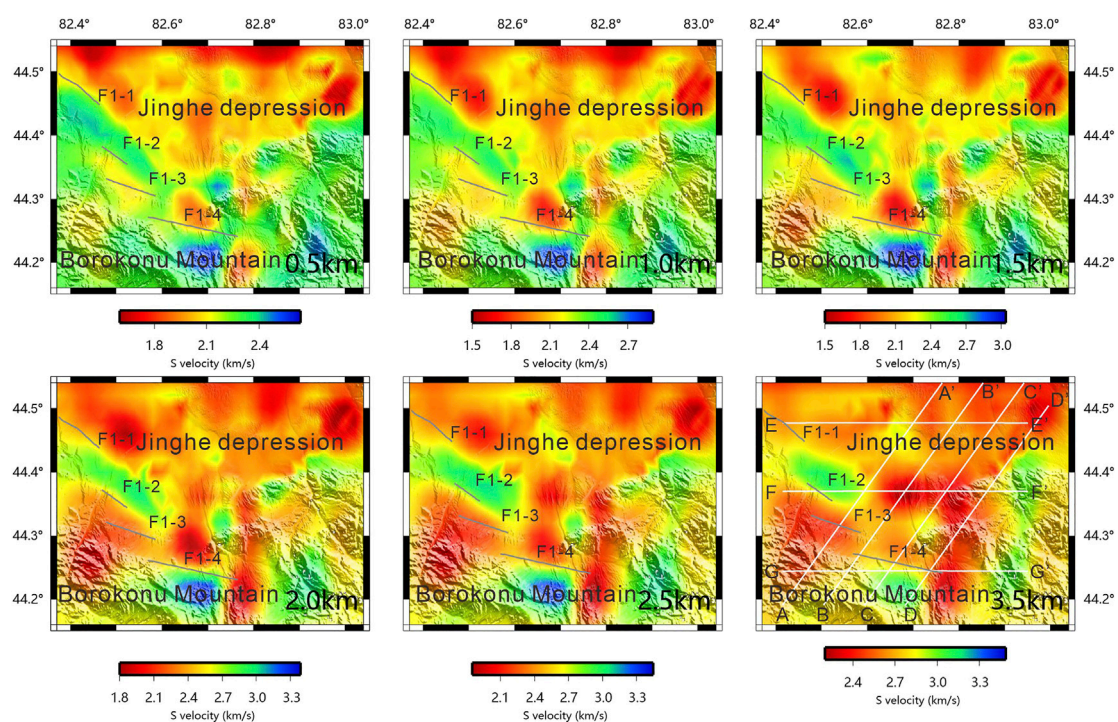 82.4° 82.6° 82.8° 83.0° 82.4° 82.6° 82.8° 83.0° 82.4° 82.6° 82.8° 83.0°
44.5° 44.5°
F1-1 F1-1 F1-1
Jinghe depression Jinghe depression Jinghe depression
44.4° 44.4°
F1-2 F1-2 F1-2
F1-3 F1-3 F1-3
44.3° 44.3°
F1-4 F1-4 F1-4
44.2° 44.2°
Borokonu Mountain 0.5km Borokonu Mountain 1.0km Borokonu Mountain 1.5km
1.8 2.1 2.4 1.5 1.8 2.1 2.4 2.7 1.5 1.8 2.1 2.4 2.7 3.0
S velocity (km/s) S velocity (km/s) S velocity (km/s)
A' B' C' D'
44.5° 44.5°
E E'
F1-1 F1-1 F1-1
Jinghe depression Jinghe depression Jinghe depression
44.4° 44.4°
F1-2 F1-2 F1-2
F F'
F1-3 F1-3 F1-3
44.3° 44.3°
F1-4 F1-4 F1-4
G G'
44.2° 44.2°
Borokonu Mountain 2.0km Borokonu Mountain 2.5km Borokonu Mountain 3.5km
A B C D
1.8 2.1 2.4 2.7 3.0 3.3 2.1 2.4 2.7 3.0 3.3 2.4 2.7 3.0 3.3
S velocity (km/s) S velocity (km/s) S velocity (km/s)